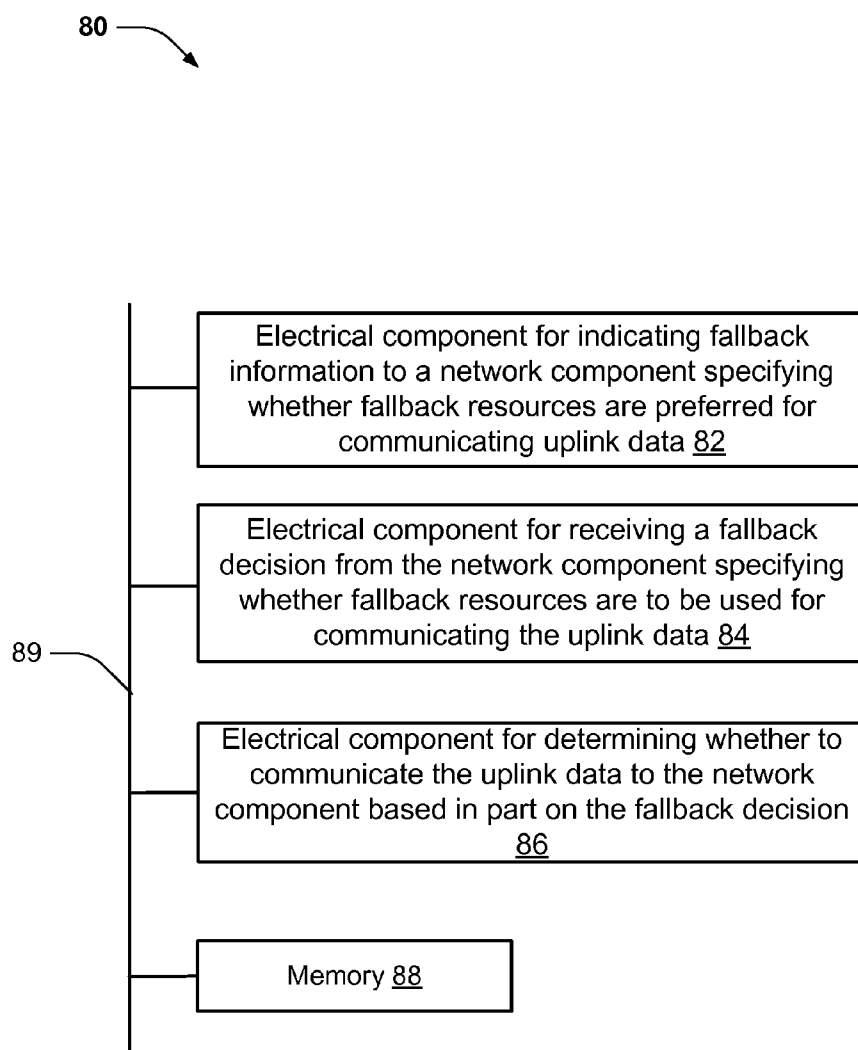 80
Electrical component for indicating fallback
information to a network component specifying
whether fallback resources are preferred for
communicating uplink data 82
Electrical component for receiving a fallback
decision from the network component specifying
whether fallback resources are to be used for
communicating the uplink data 84
89
Electrical component for determining whether to
communicate the uplink data to the network
component based in part on the fallback decision
86
Memory 88